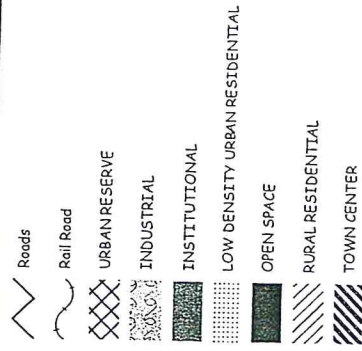 Roads
Rail Road
URBAN RESERVE
INDUSTRIAL
INSTITUTIONAL
LOW DENSITY URBAN RESIDENTIAL
OPEN SPACE
RURAL RESIDENTIAL
TOWN CENTER